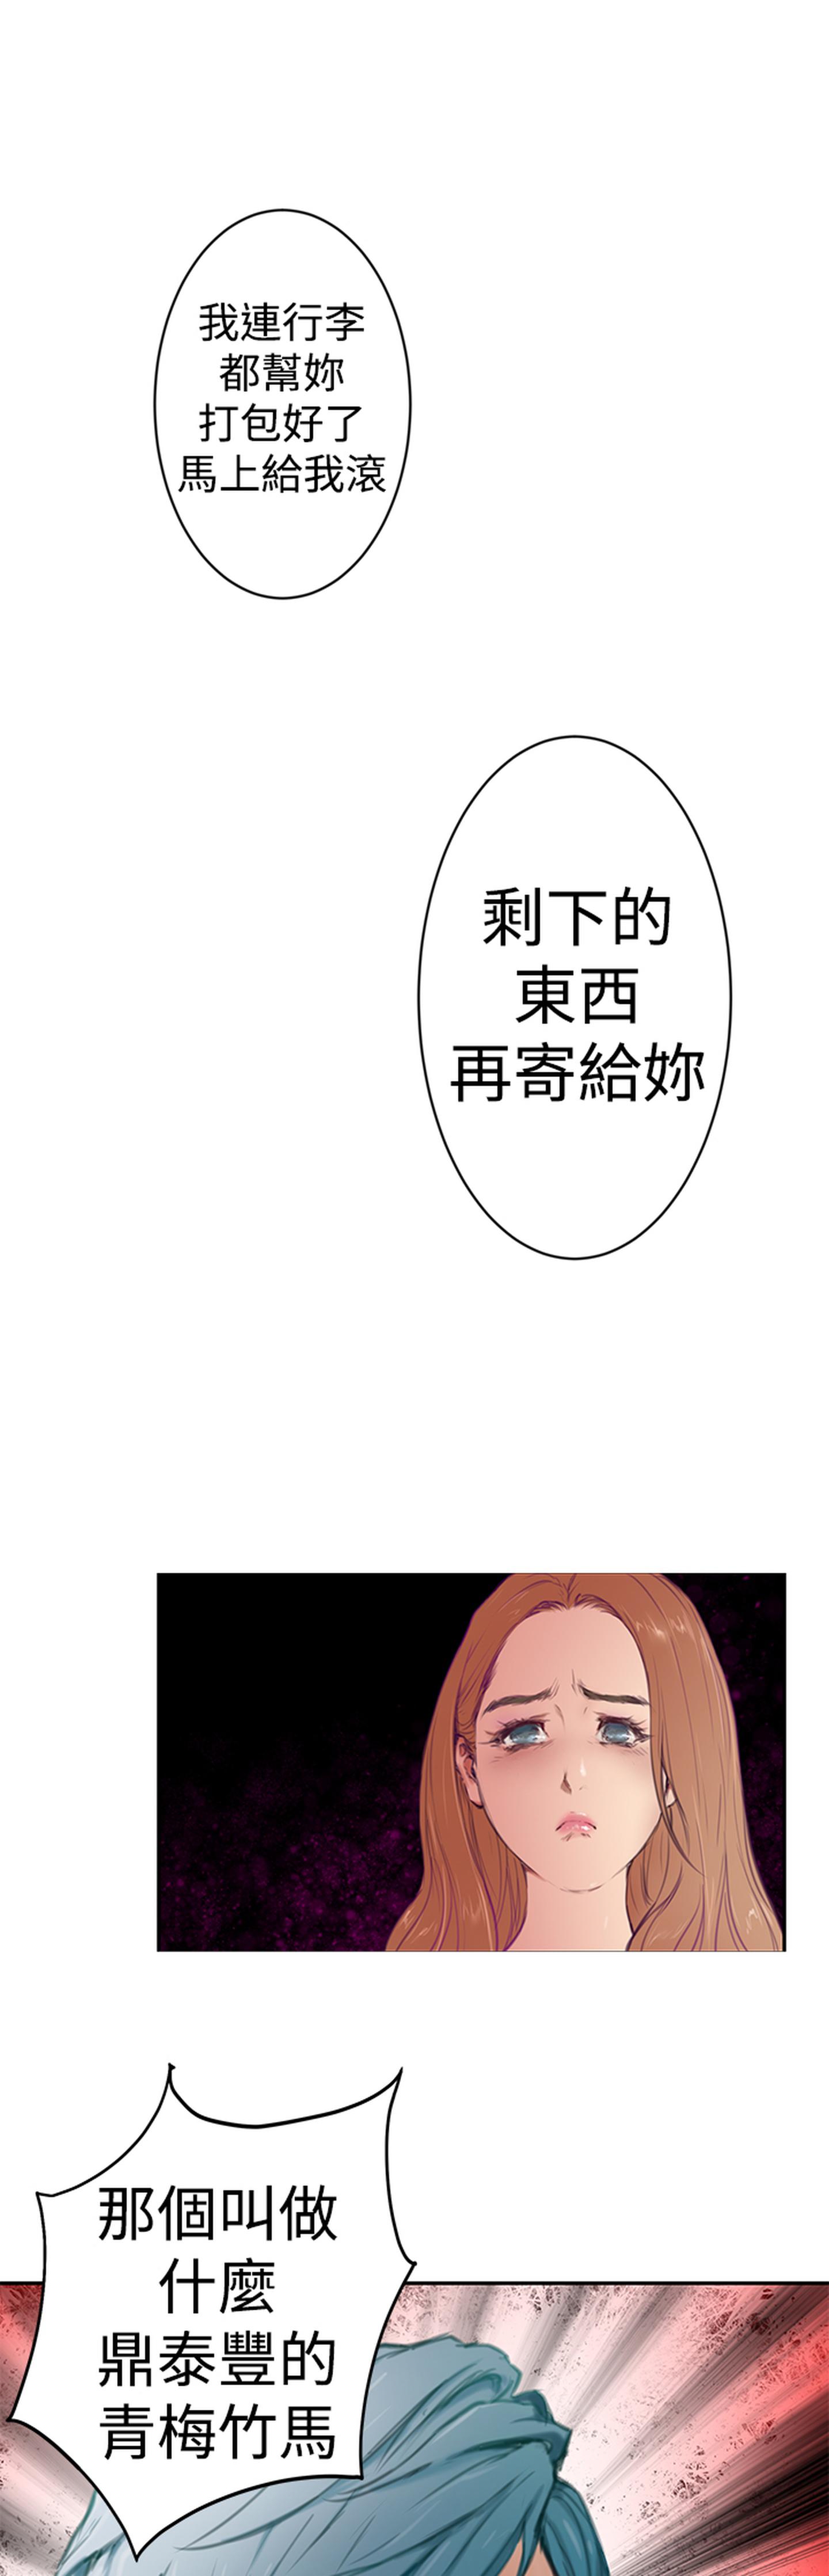 我連行李
都幫妳
打包好了
馬上給我滾
剩下的
東西
再寄給妳
那個叫做
什麼
鼎泰豐的
青梅竹馬